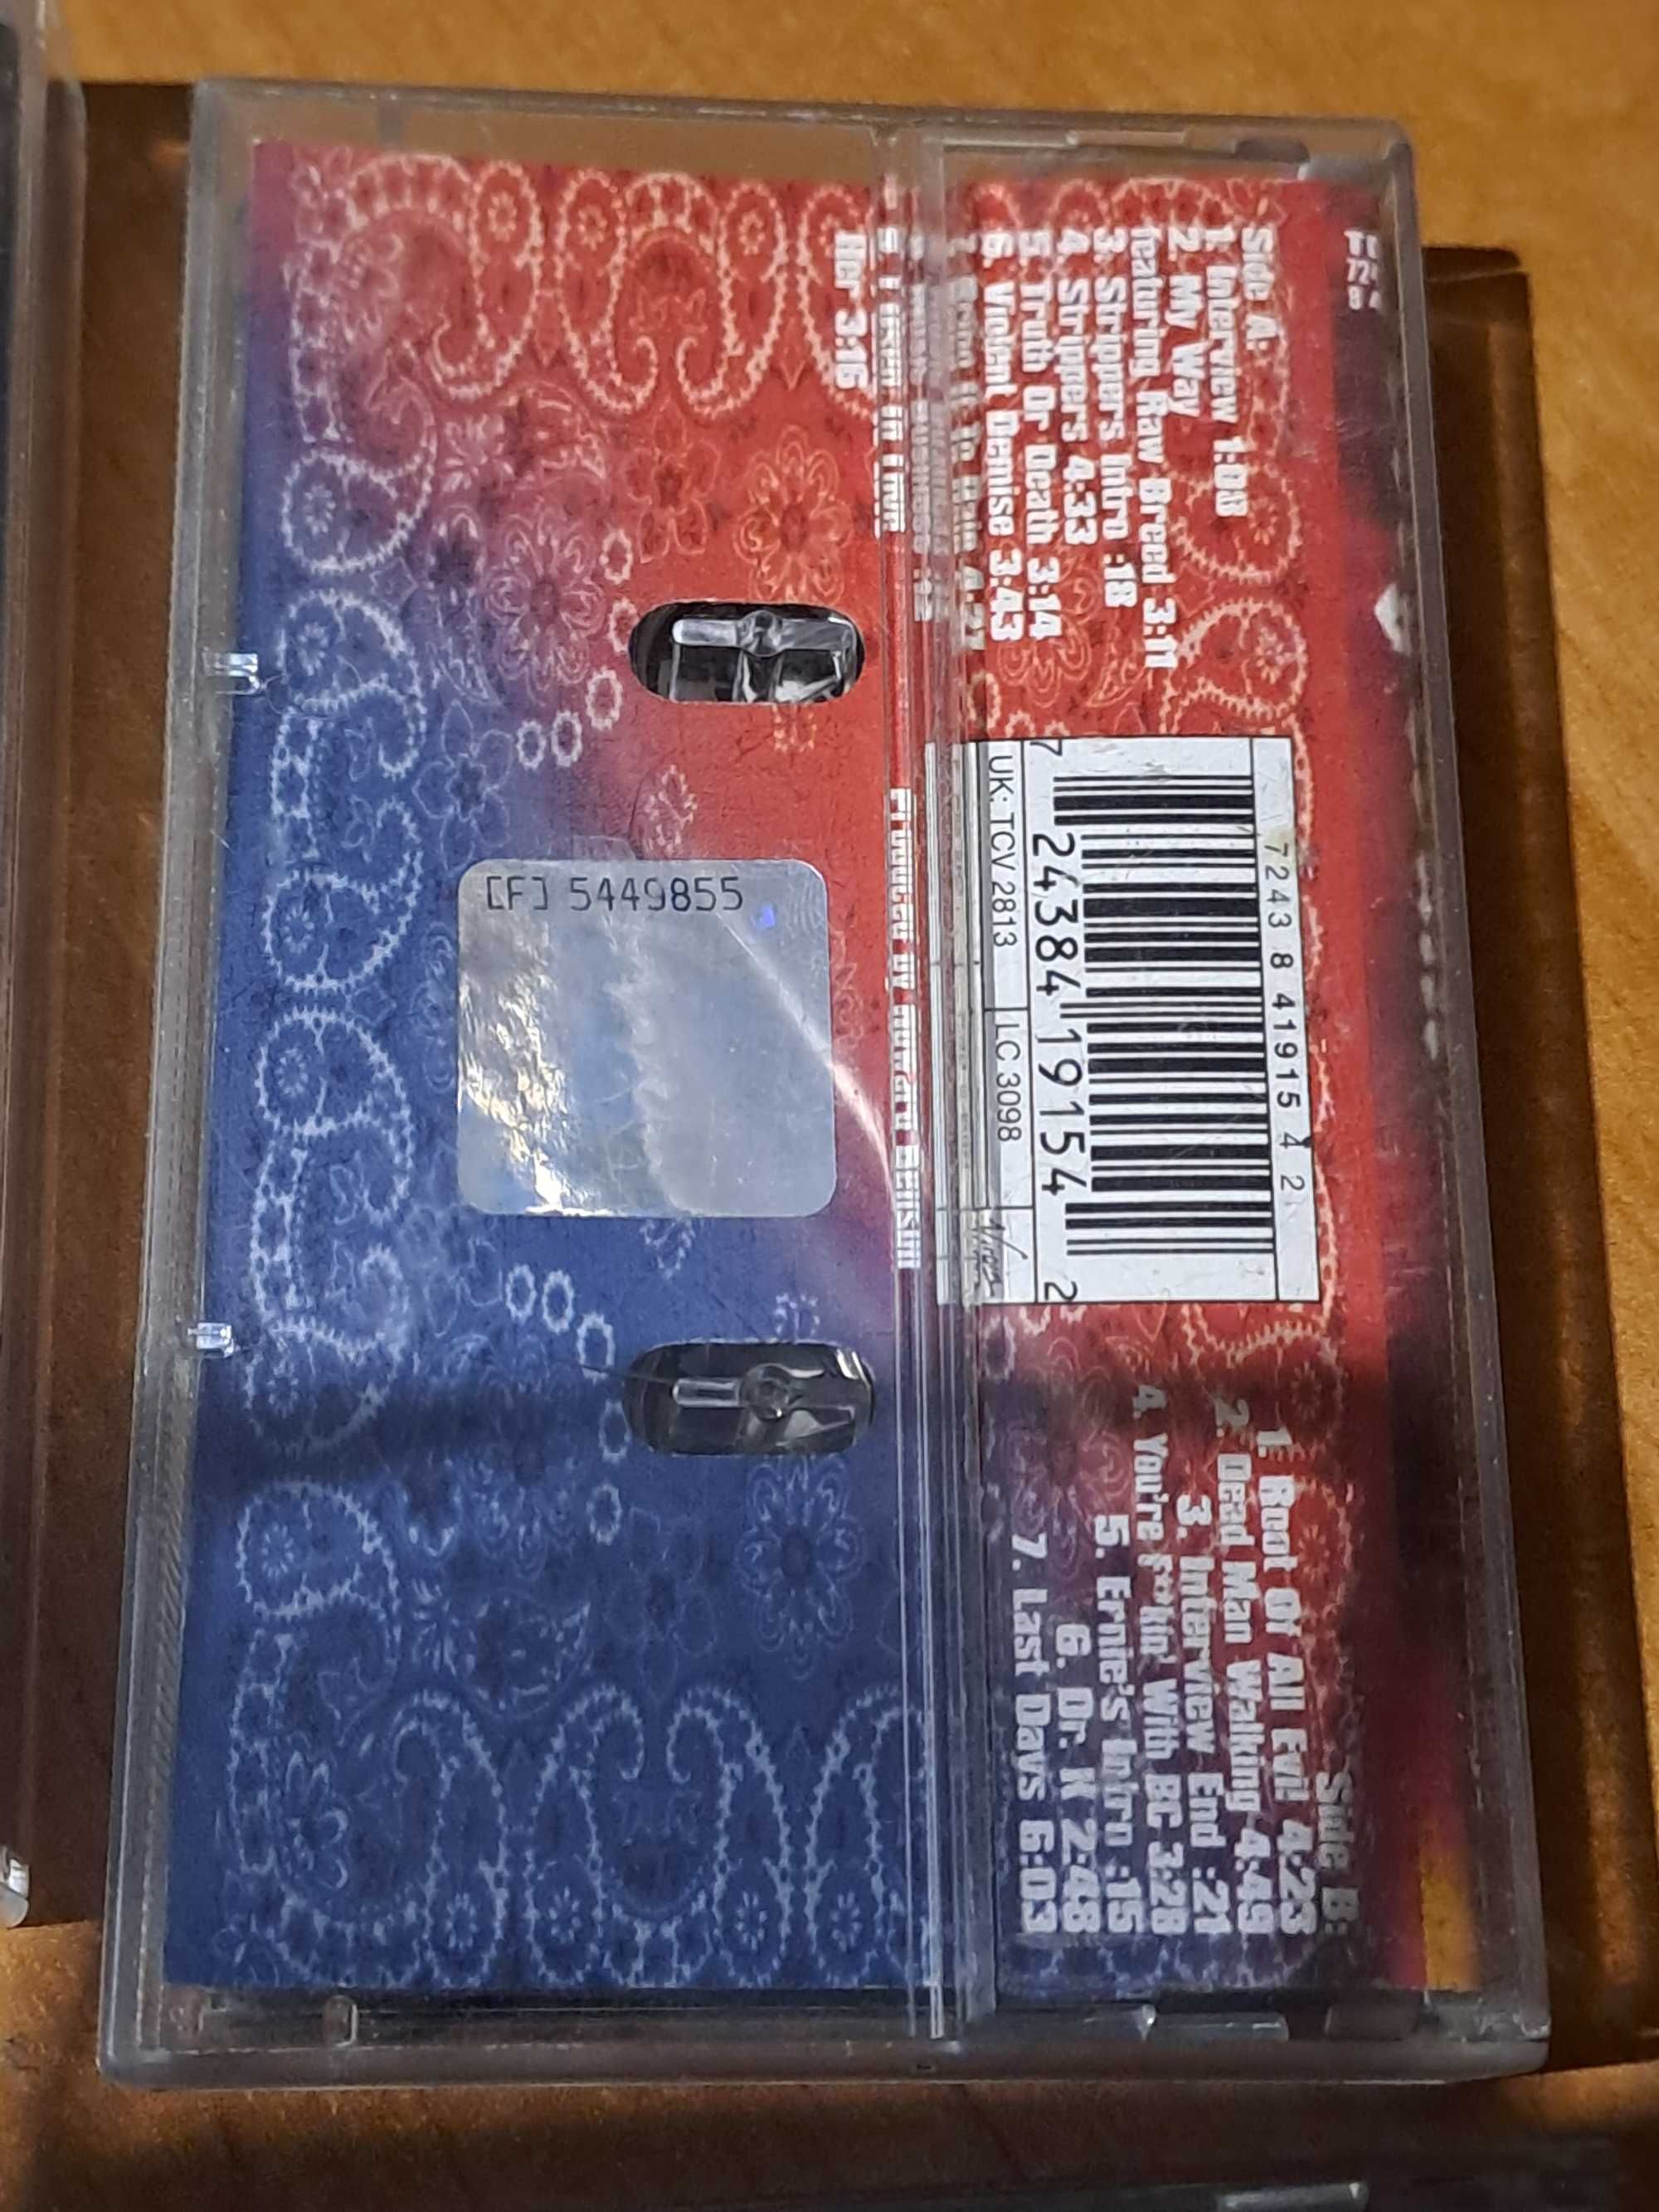 Side A:
1. Interview 1:08
2. My Way
featuring Raw Breed 3:11
3. Strippers Intro :18
4. Strippers 4:33
5. Truth Or Death 3:14
6. Violent Demise 3:43
Her 3:16
Side B:
1. Root Of All Evil 4:23
2. Dead Man Walking 4:49
3. Interview End :21
4. You're F**kin' With BC 3:28
5. Ernie's Intro :15
6. Dr. K 2:48
7. Last Days 6:03
7243 8 41915 4 2
7 24384 19154 2
UK: TCV 2813
LC 3098
Virgin
Produced by
[F] 5449855